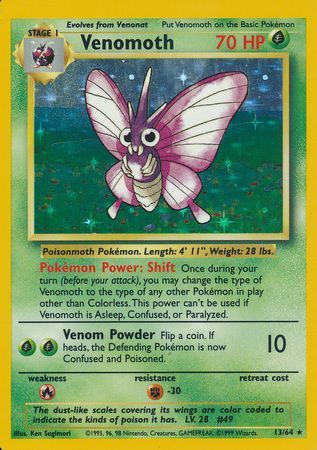 STAGE 1
Evolves from Venonat
Put Venomoth on the Basic Pokémon
Venomoth
70 HP
Poisonmoth Pokémon. Length: 4' 11", Weight: 28 lbs.
Pokémon Power: Shift Once during your
turn (before your attack), you may change the type of
Venomoth to the type of any other Pokémon in play
other than Colorless. This power can't be used if
Venomoth is Asleep, Confused, or Paralyzed.
Venom Powder Flip a coin. If
heads, the Defending Pokémon is now
Confused and Poisoned.
10
weakness
resistance
retreat cost
-30
The dust-like scales covering its wings are color coded to
indicate the kinds of poison it has. LV. 28 #49
Illus. Ken Sugimori
©1995, 96, 98 Nintendo, Creatures, GAMEFREAK. ©1999 Wizards.
13/64 ★